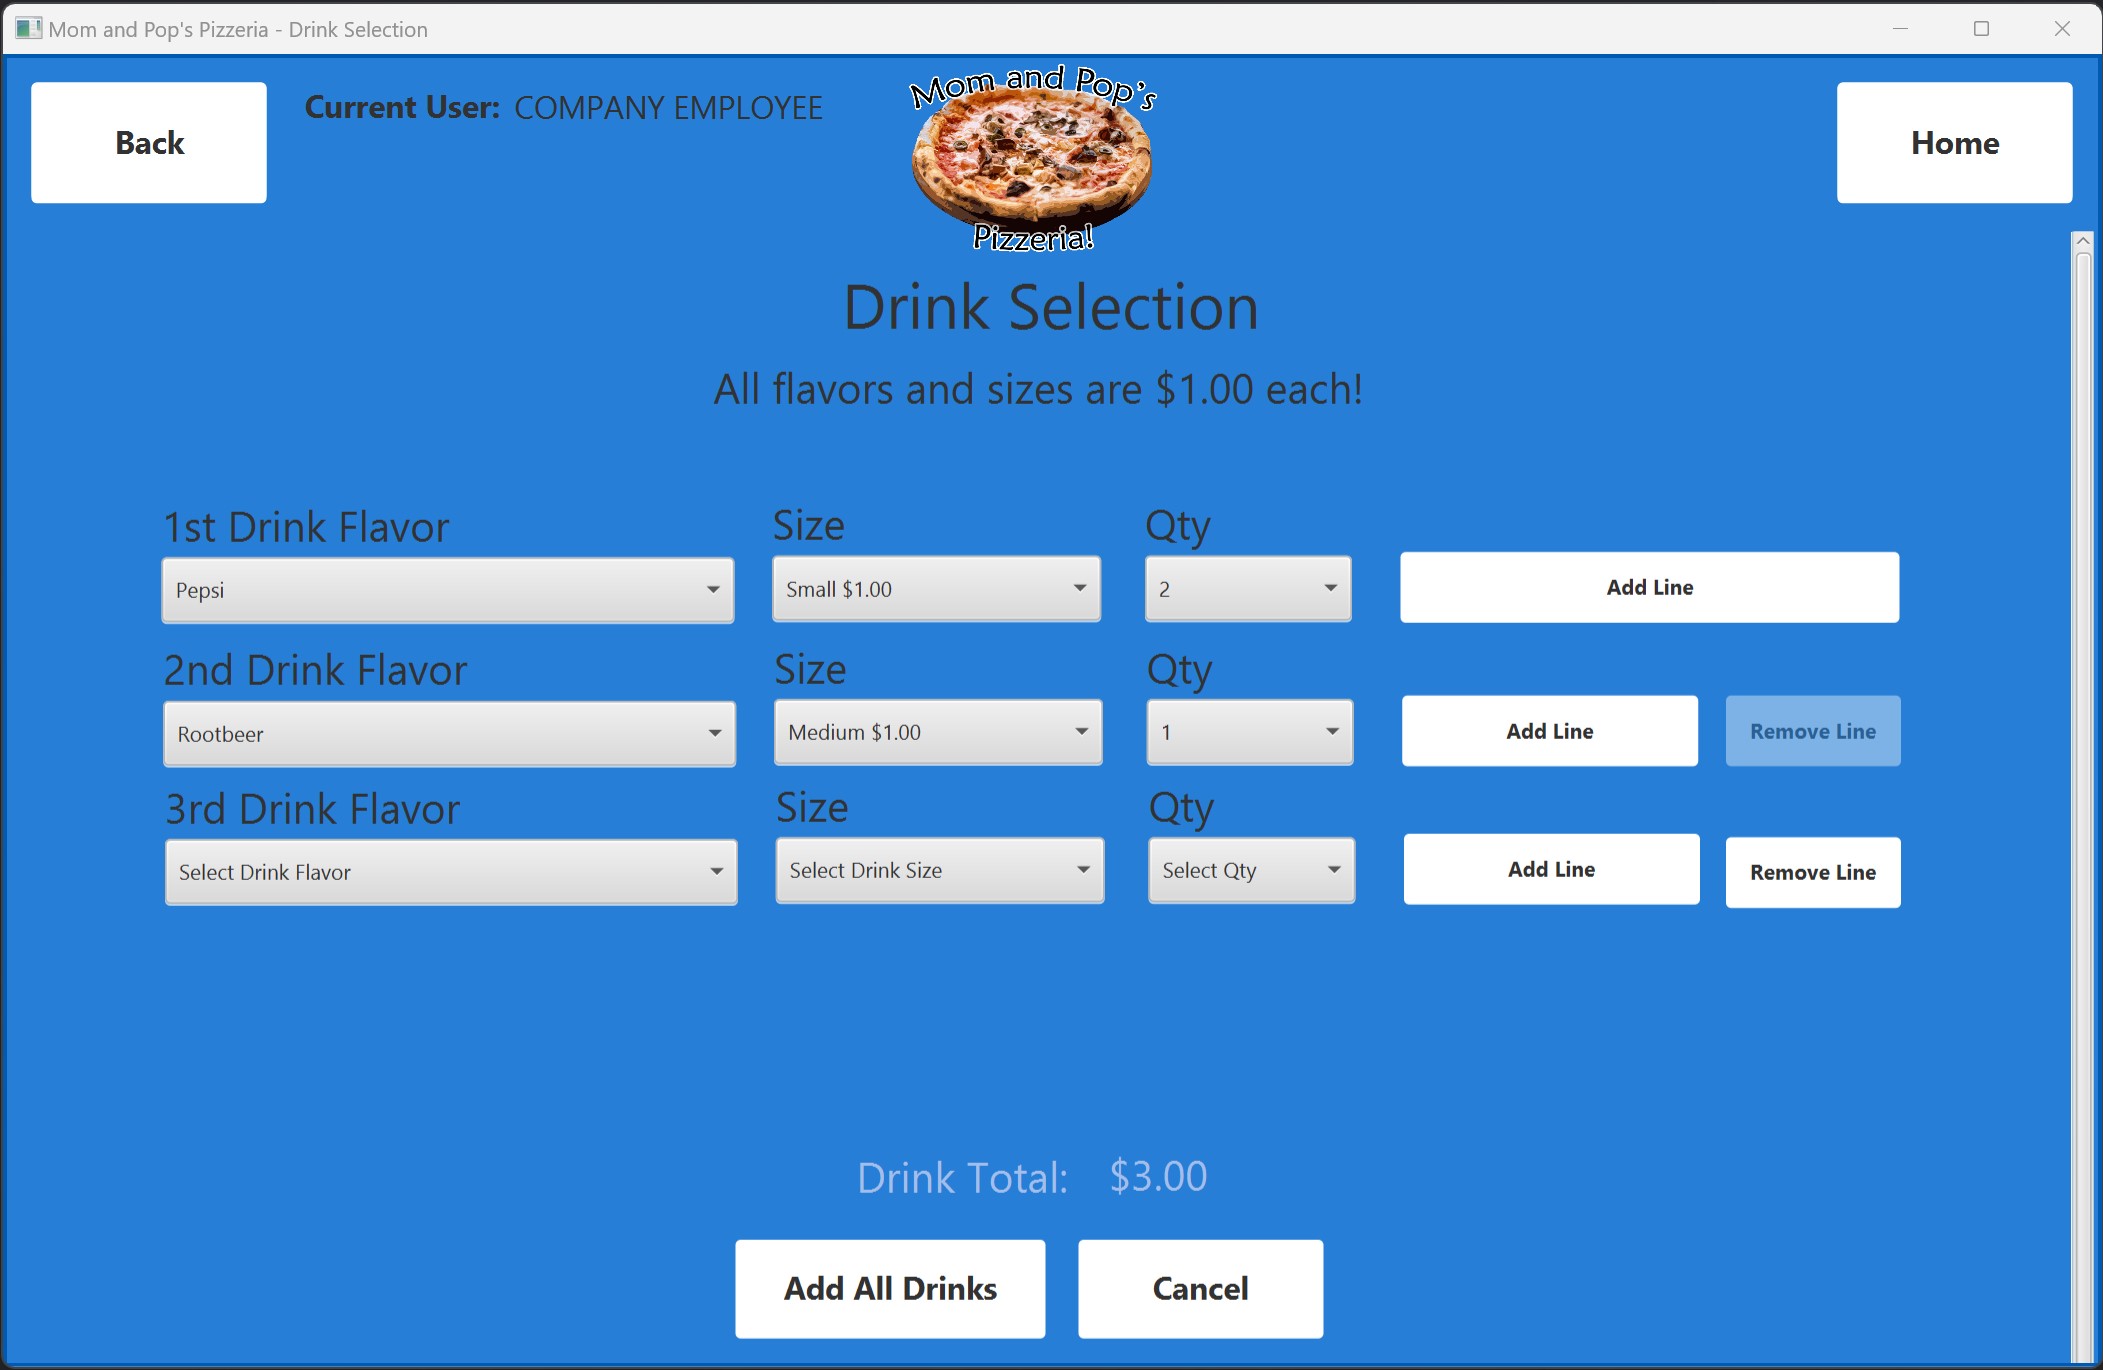 Mom and Pop's Pizzeria - Drink Selection
Back
Current User: COMPANY EMPLOYEE
Mom and Pop's
Pizzeria!
Home
Drink Selection
All flavors and sizes are $1.00 each!
1st Drink Flavor Size Qty
Pepsi Small $1.00 2 Add Line
2nd Drink Flavor Size Qty
Rootbeer Medium $1.00 1 Add Line Remove Line
3rd Drink Flavor Size Qty
Select Drink Flavor Select Drink Size Select Qty Add Line Remove Line
Drink Total: $3.00
Add All Drinks Cancel